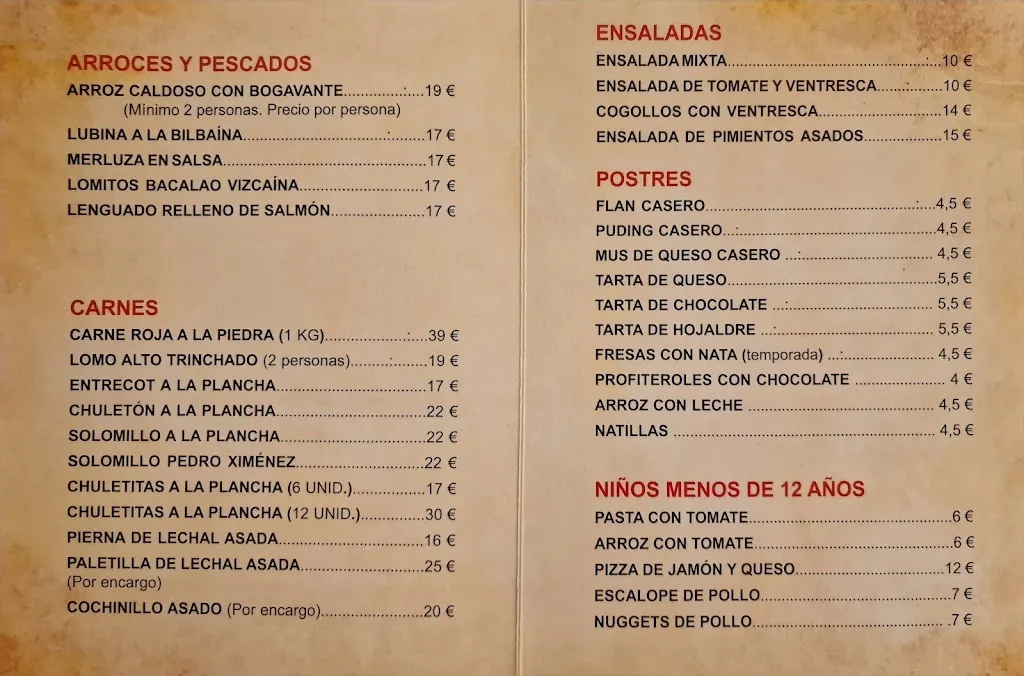 ARROCES Y PESCADOS
ARROZ CALDOSO CON BOGAVANTE.............:....19 €
(Minimo 2 personas. Precio por persona)
LUBINA A LA BILBAÍNA..............................:.......17 €
MERLUZA EN SALSA............................................17 €
LOMITOS BACALAO VIZCAÍNA...........................17 €
LENGUADO RELLENO DE SALMÓN....................17 €
CARNES
CARNE ROJA A LA PIEDRA (1 KG).................:....39 €
LOMO ALTO TRINCHADO (2 personas)........:.......19 €
ENTRECOT A LA PLANCHA................................17 €
CHULETÓN A LA PLANCHA................................22 €
SOLOMILLO A LA PLANCHA...............................22 €
SOLOMILLO PEDRO XIMÉNEZ...........................22 €
CHULETITAS A LA PLANCHA (6 UNID.)...............17 €
CHULETITAS A LA PLANCHA (12 UNID.).............30 €
PIERNA DE LECHAL ASADA...............................16 €
PALETILLA DE LECHAL ASADA..........................25 €
(Por encargo)
COCHINILLO ASADO (Por encargo)......................20 €
ENSALADAS
ENSALADA MIXTA..........................................:...10 €
ENSALADA DE TOMATE Y VENTRESCA......:.......10 €
COGOLLOS CON VENTRESCA..........................14 €
ENSALADA DE PIMIENTOS ASADOS.................15 €
POSTRES
FLAN CASERO.............................................:....4,5 €
PUDING CASERO...:..........................................4,5 €
MUS DE QUESO CASERO ...:............................ 4,5 €
TARTA DE QUESO.............................................5,5 €
TARTA DE CHOCOLATE ...:................................ 5,5 €
TARTA DE HOJALDRE ...:................................... 5,5 €
FRESAS CON NATA (temporada) ...:.................... 4,5 €
PROFITEROLES CON CHOCOLATE .................... 4 €
ARROZ CON LECHE ........................................ 4,5 €
NATILLAS ......................................................... 4,5 €
NIÑOS MENOS DE 12 AÑOS
PASTA CON TOMATE...........................................6 €
ARROZ CON TOMATE..........................................6 €
PIZZA DE JAMÓN Y QUESO................................12 €
ESCALOPE DE POLLO........................................7 €
NUGGETS DE POLLO......................................... .7 €